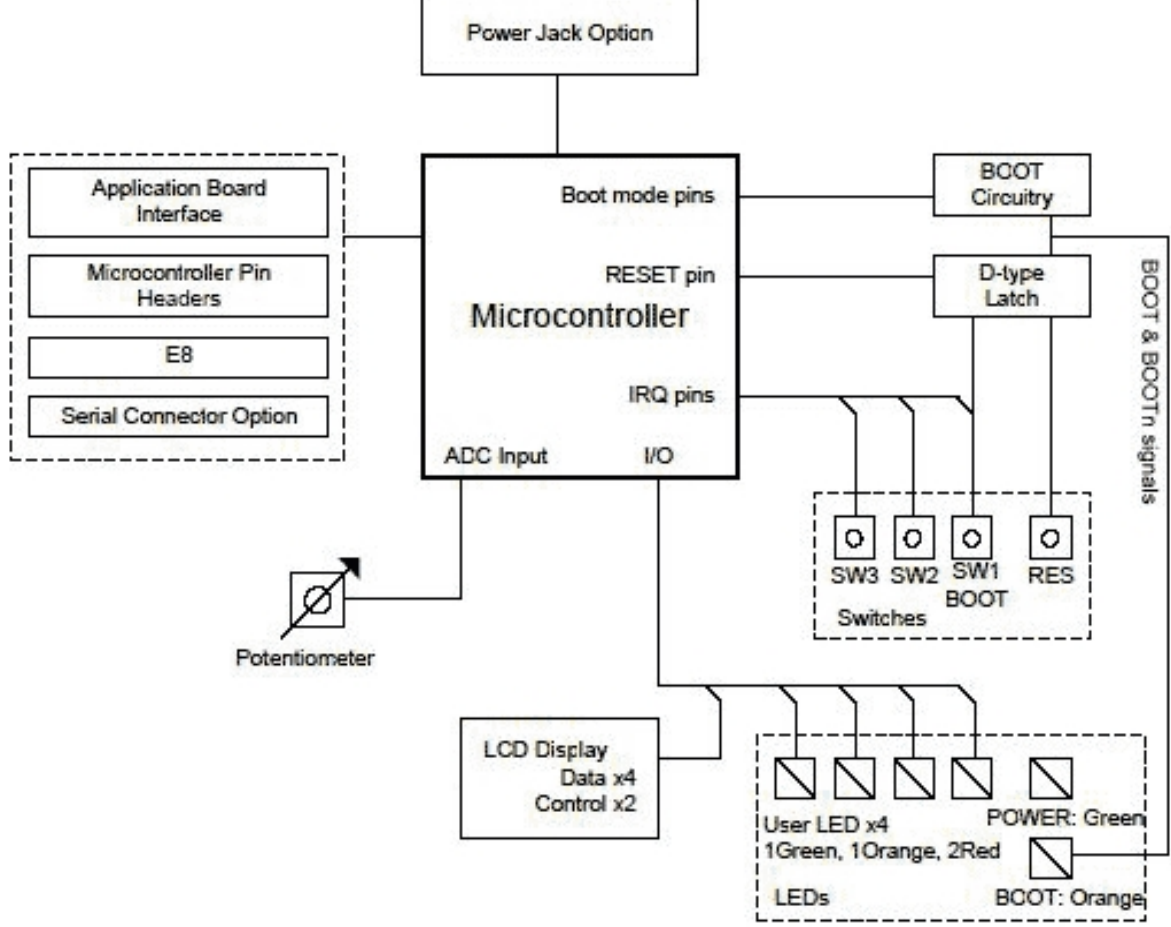 Power Jack Option
Application Board
Interface
Microcontroller Pin
Headers
E8
Serial Connector Option
Boot mode pins
RESET pin
Microcontroller
IRQ pins
ADC Input
I/O
BOOT
Circuitry
D-type
Latch
BOOT & BOOTn signals
SW3
SW2
SW1
BOOT
RES
Switches
Potentiometer
LCD Display
Data x4
Control x2
User LED x4
1Green, 1Orange, 2Red
LEDs
POWER: Green
BOOT: Orange